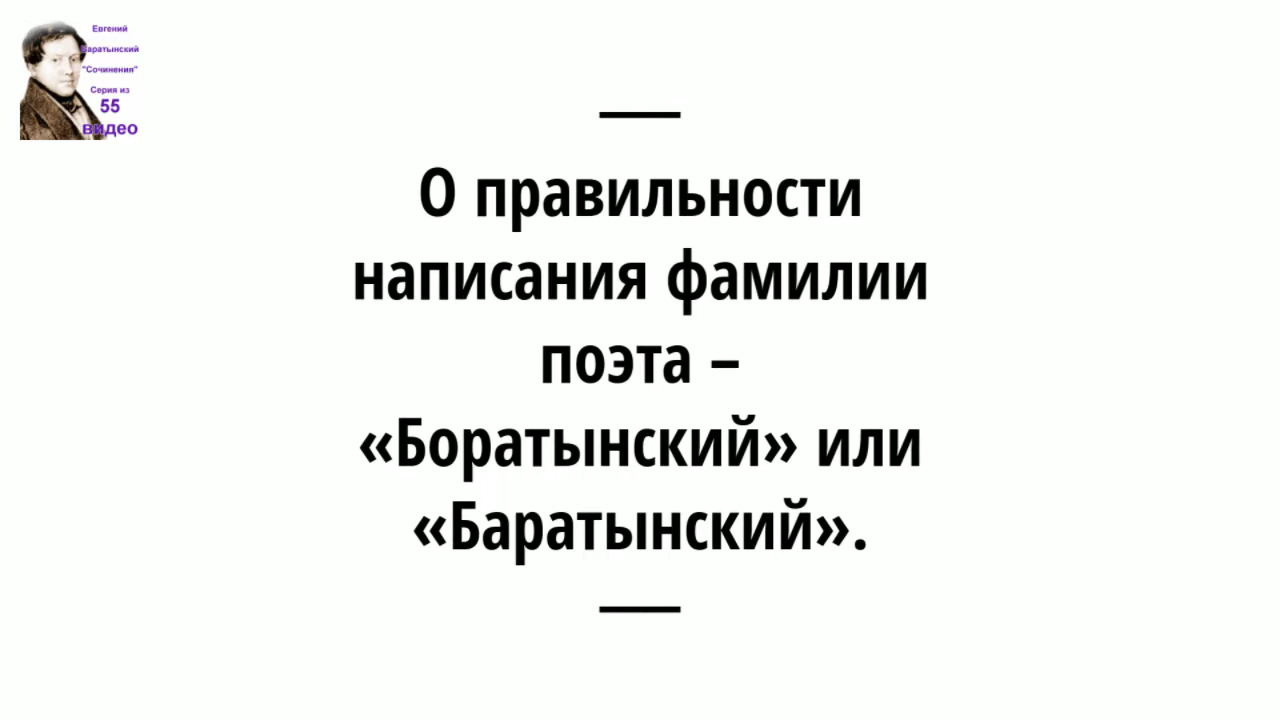 Евгений
Баратынский
"Сочинения"
Серия из
55
видео
О правильности
написания фамилии
поэта –
«Боратынский» или
«Баратынский».